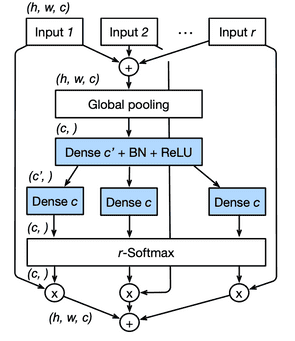 (h, w, c)
Input 1 Input 2 ... Input r
+
(h, w, c)
Global pooling
(c, )
Dense c' + BN + ReLU
(c', )
Dense c Dense c Dense c
(c, )
r-Softmax
(c, )
x x x
(h, w, c)
+